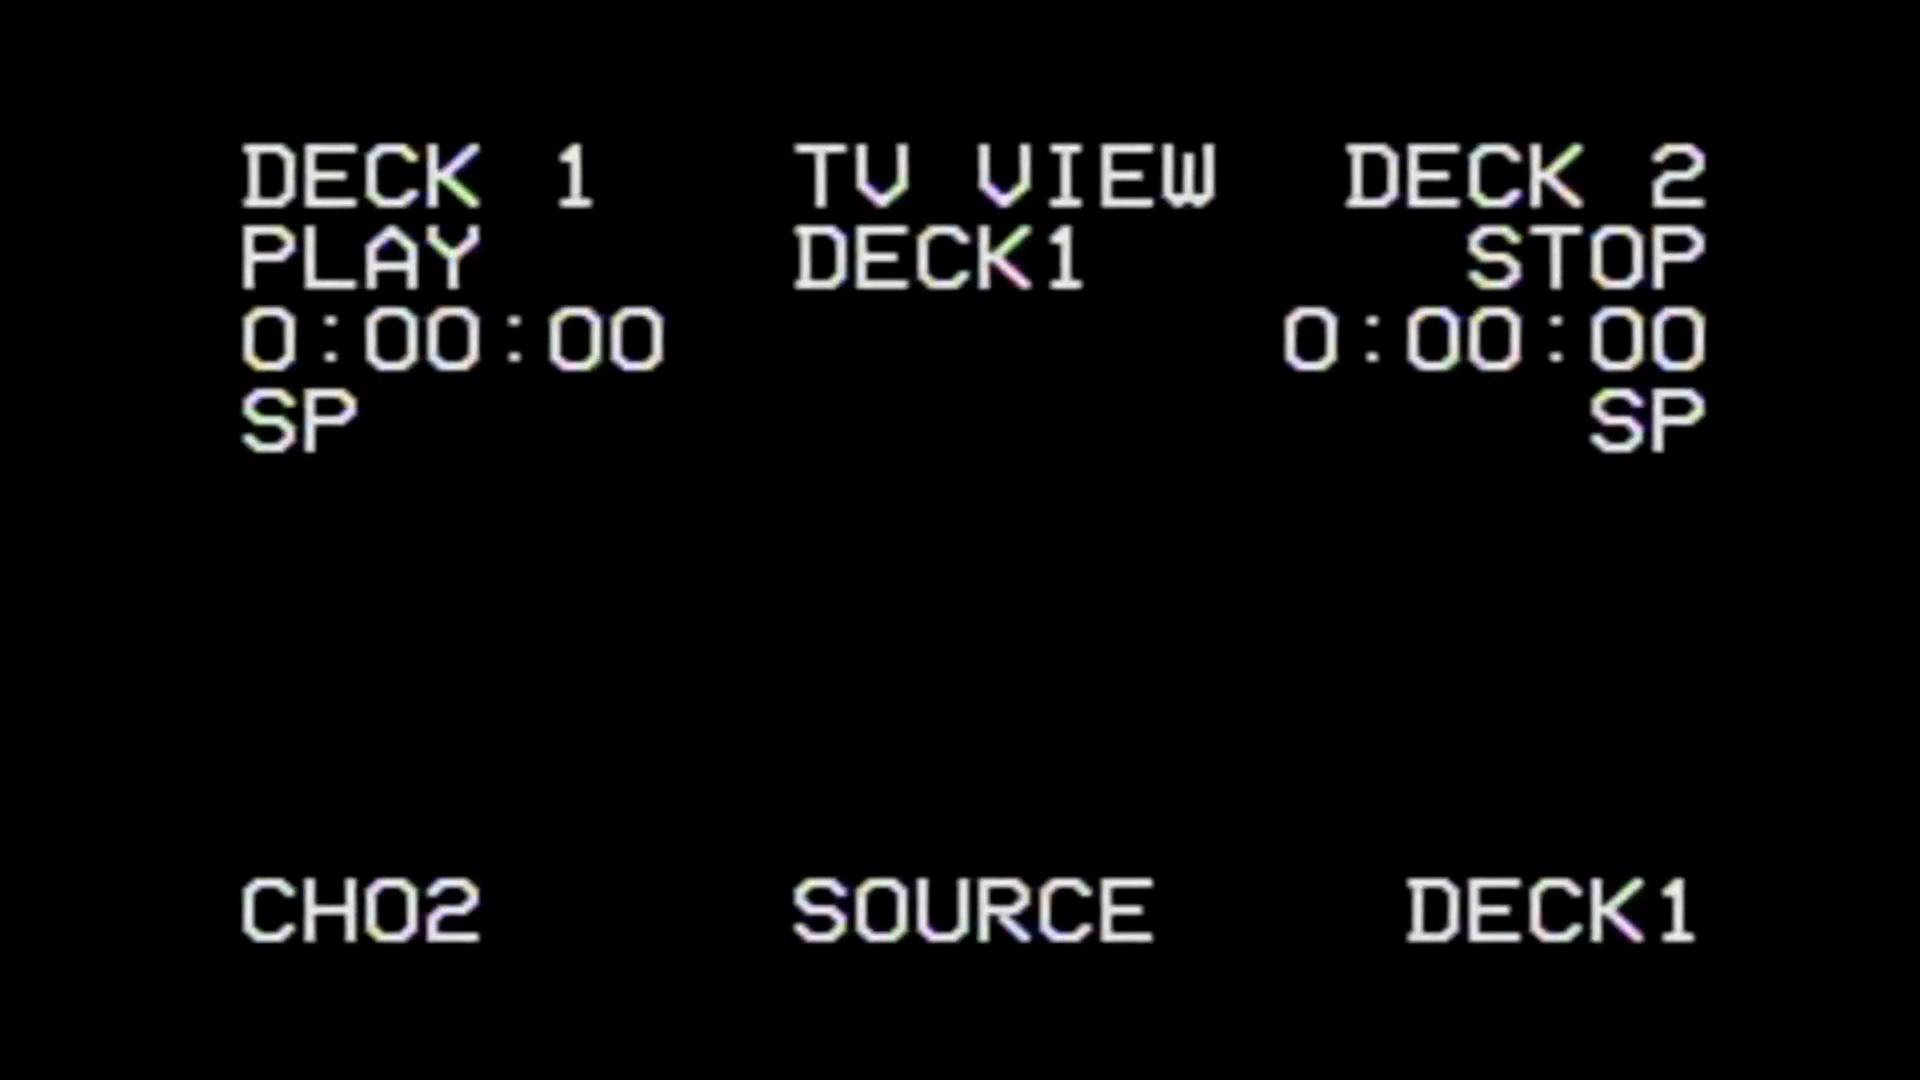 DECK 1 TV VIEW DECK 2
PLAY DECK1 STOP
0:00:00 0:00:00
SP SP
CH02 SOURCE DECK1